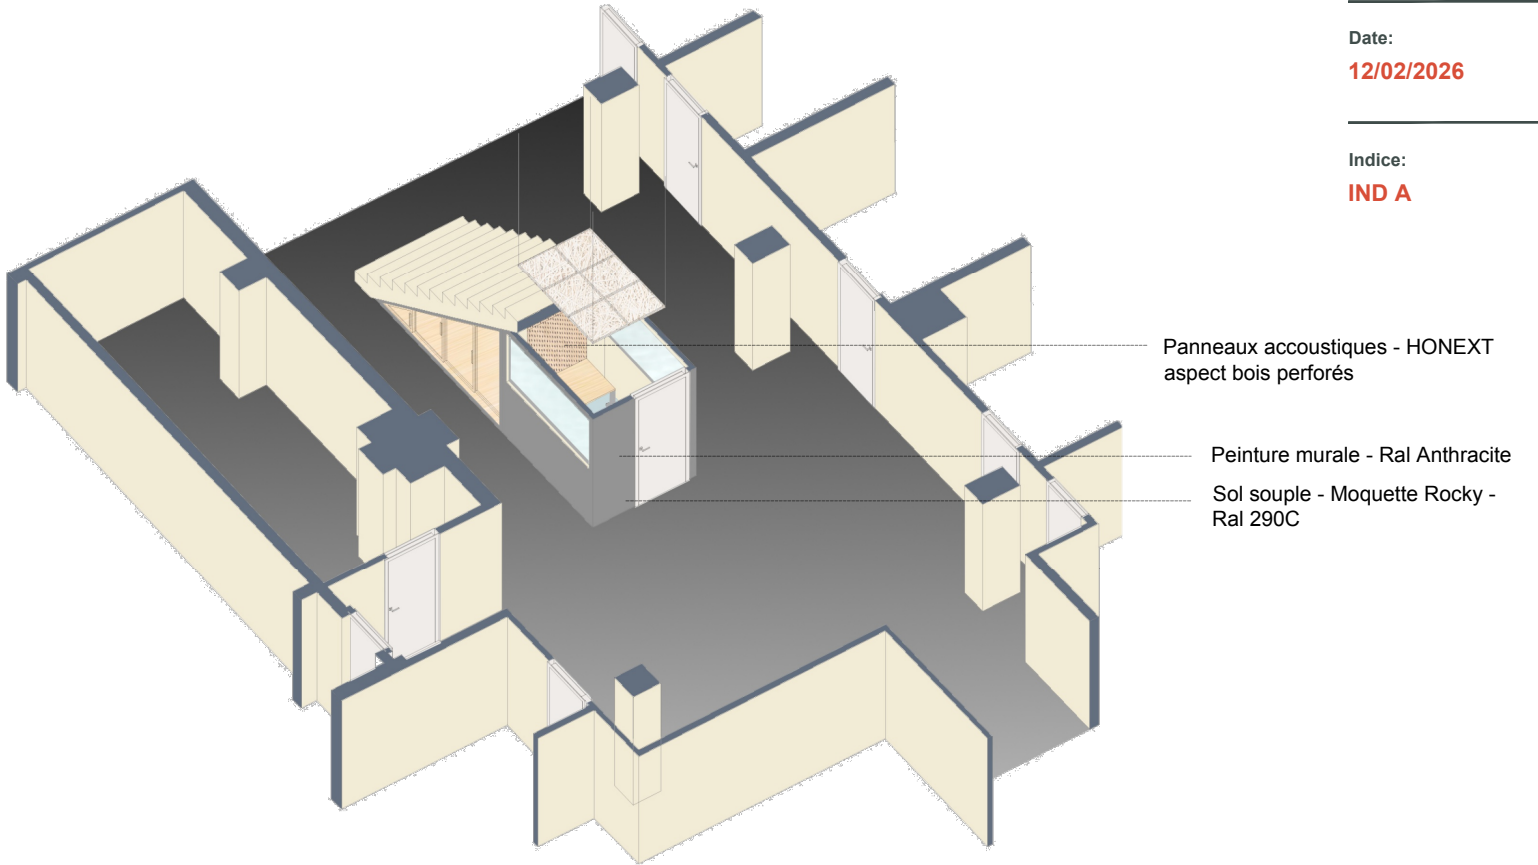 Date:
12/02/2026
Indice:
IND A
Panneaux accoustiques - HONEXT
aspect bois perforés
Peinture murale - Ral Anthracite
Sol souple - Moquette Rocky -
Ral 290C